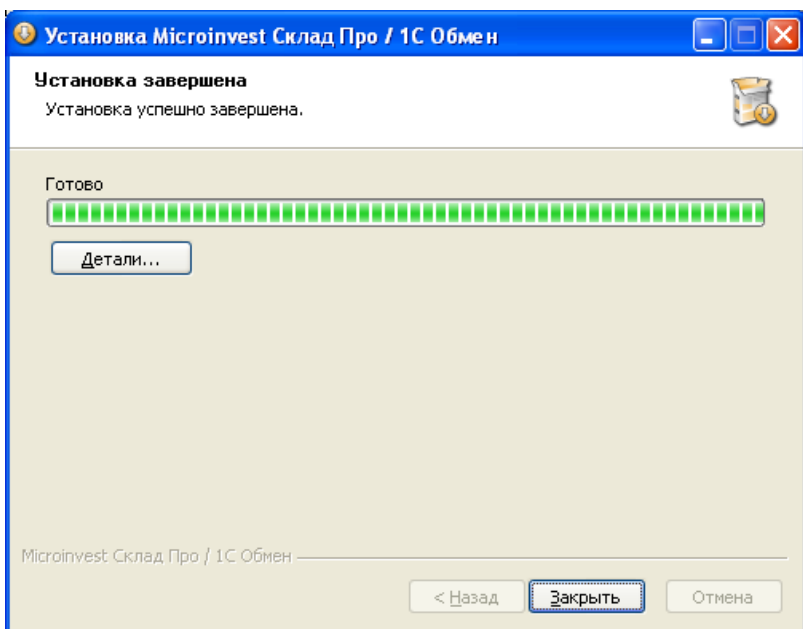 Установка Microinvest Склад Про / 1С Обмен
Установка завершена
Установка успешно завершена.
Готово
Детали...
Microinvest Склад Про / 1С Обмен
< Назад
Закрыть
Отмена